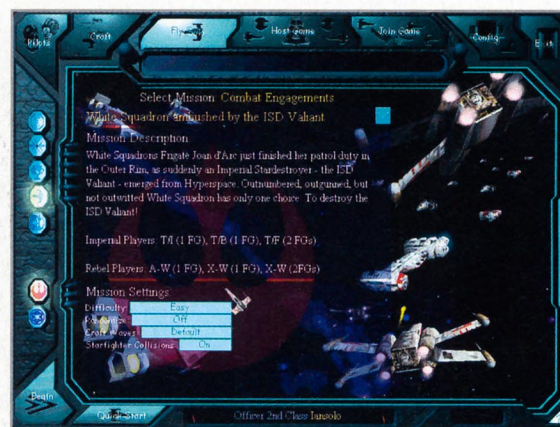 Pilots
Craft
Fly
Host Game
Join Game
Config
Select Mission: Combat Engagements
White Squadron ambushed by the ISD Valiant
Mission Description:
White Squadrons Frigate Joan d'Arc just finished her patrol duty in
the Outer Rim, as suddenly an Imperial Stardestroyer - the ISD
Valiant - emerged from Hyperspace. Outnumbered, outgunned, but
not outwitted White Squadron has only one choice: To destroy the
ISD Valiant!
Imperial Players: T/I (1 FG), T/B (1 FG), T/F (2 FGs)
Rebel Players: A-W (1 FG), X-W (1 FG), X-W (2FGs)
Mission Settings:
Difficulty: Easy
Randomize: Off
Craft Waves: Default
Starfighter Collisions: On
Begin
Quick-Start
Officer 2nd Class Iansolo